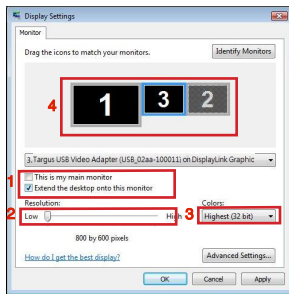 Display Settings
Monitor
Drag the icons to match your monitors.
Identify Monitors
4
1
3
2
3.Targus USB Video Adapter (USB_02aa-100011) on DisplayLink Graphic
1
This is my main monitor
Extend the desktop onto this monitor
Resolution:
Colors:
2
Low
High
3
Highest (32 bit)
800 by 600 pixels
How do I get the best display?
Advanced Settings...
OK
Cancel
Apply